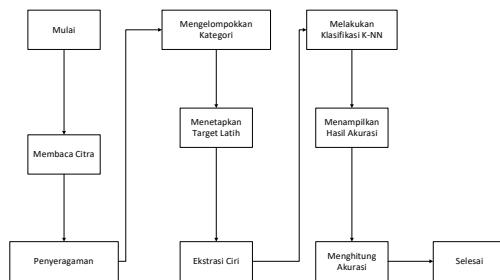 Mulai
Membaca Citra
Penyeragaman
Mengelompokkan
Kategori
Menetapkan
Target Latih
Ekstrasi Ciri
Melakukan
Klasifikasi K-NN
Menampilkan
Hasil Akurasi
Menghitung
Akurasi
Selesai